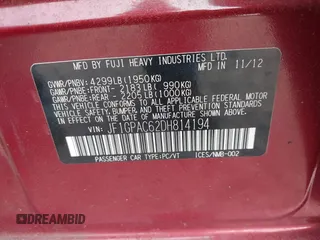 MFD BY FUJI HEAVY INDUSTRIES LTD. IN 11/12
GVWR/PNBV: 4299LB(1950KG)
GAWR/PNBE:FRONT- 2183LB( 990KG)
GAWR/PNBE:REAR - 2205LB(1000KG)
THIS VEHICLE CONFORMS TO ALL APPLICABLE
FEDERAL MOTOR VEHICLE SAFETY, BUMPER, AND
THEFT PREVENTION STANDARDS IN EFFECT ON
THE DATE OF MANUFACTURE SHOWN ABOVE.
JF1GPAC62DH814194
PASSENGER CAR TYPE:PC/VT ICES/NMB-002
DREAMBID